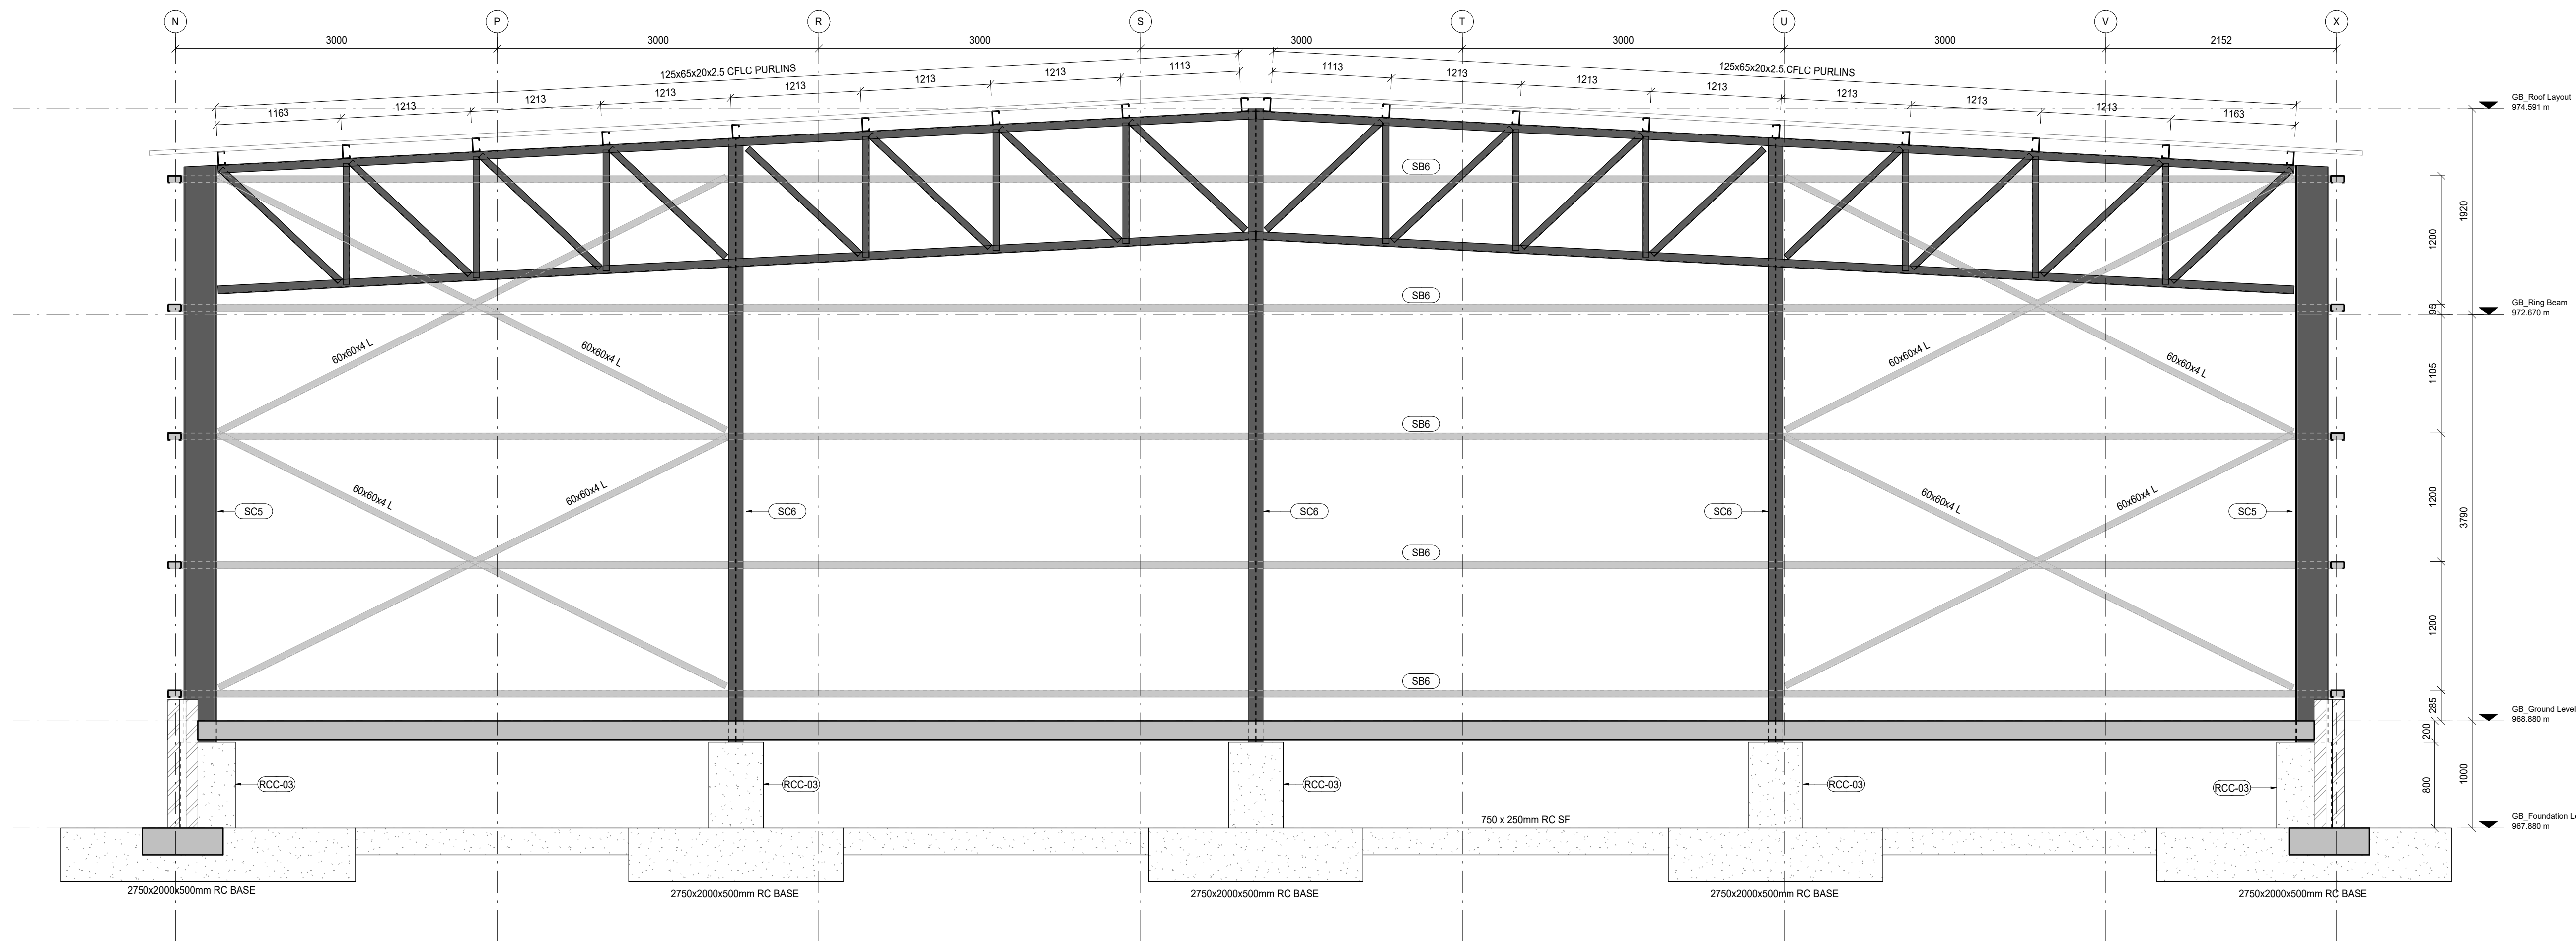 N
P
R
S
T
U
V
X
3000
3000
3000
3000
3000
3000
2152
125x65x20x2.5 CFLC PURLINS
125x65x20x2.5 CFLC PURLINS
1163
1213
1213
1213
1213
1213
1213
1113
1113
1213
1213
1213
1213
1213
1213
1163
GB_Roof Layout
974.591 m
SB6
1920
1200
SB6
95
GB_Ring Beam
972.670 m
60x60x4 L
60x60x4 L
60x60x4 L
60x60x4 L
1105
SB6
60x60x4 L
60x60x4 L
60x60x4 L
60x60x4 L
SC5
SC6
SC6
SC6
SC5
1200
3790
SB6
1200
SB6
285
GB_Ground Level
968.880 m
200
RCC-03
RCC-03
RCC-03
RCC-03
RCC-03
800
1000
750 x 250mm RC SF
GB_Foundation Le
967.880 m
2750x2000x500mm RC BASE
2750x2000x500mm RC BASE
2750x2000x500mm RC BASE
2750x2000x500mm RC BASE
2750x2000x500mm RC BASE